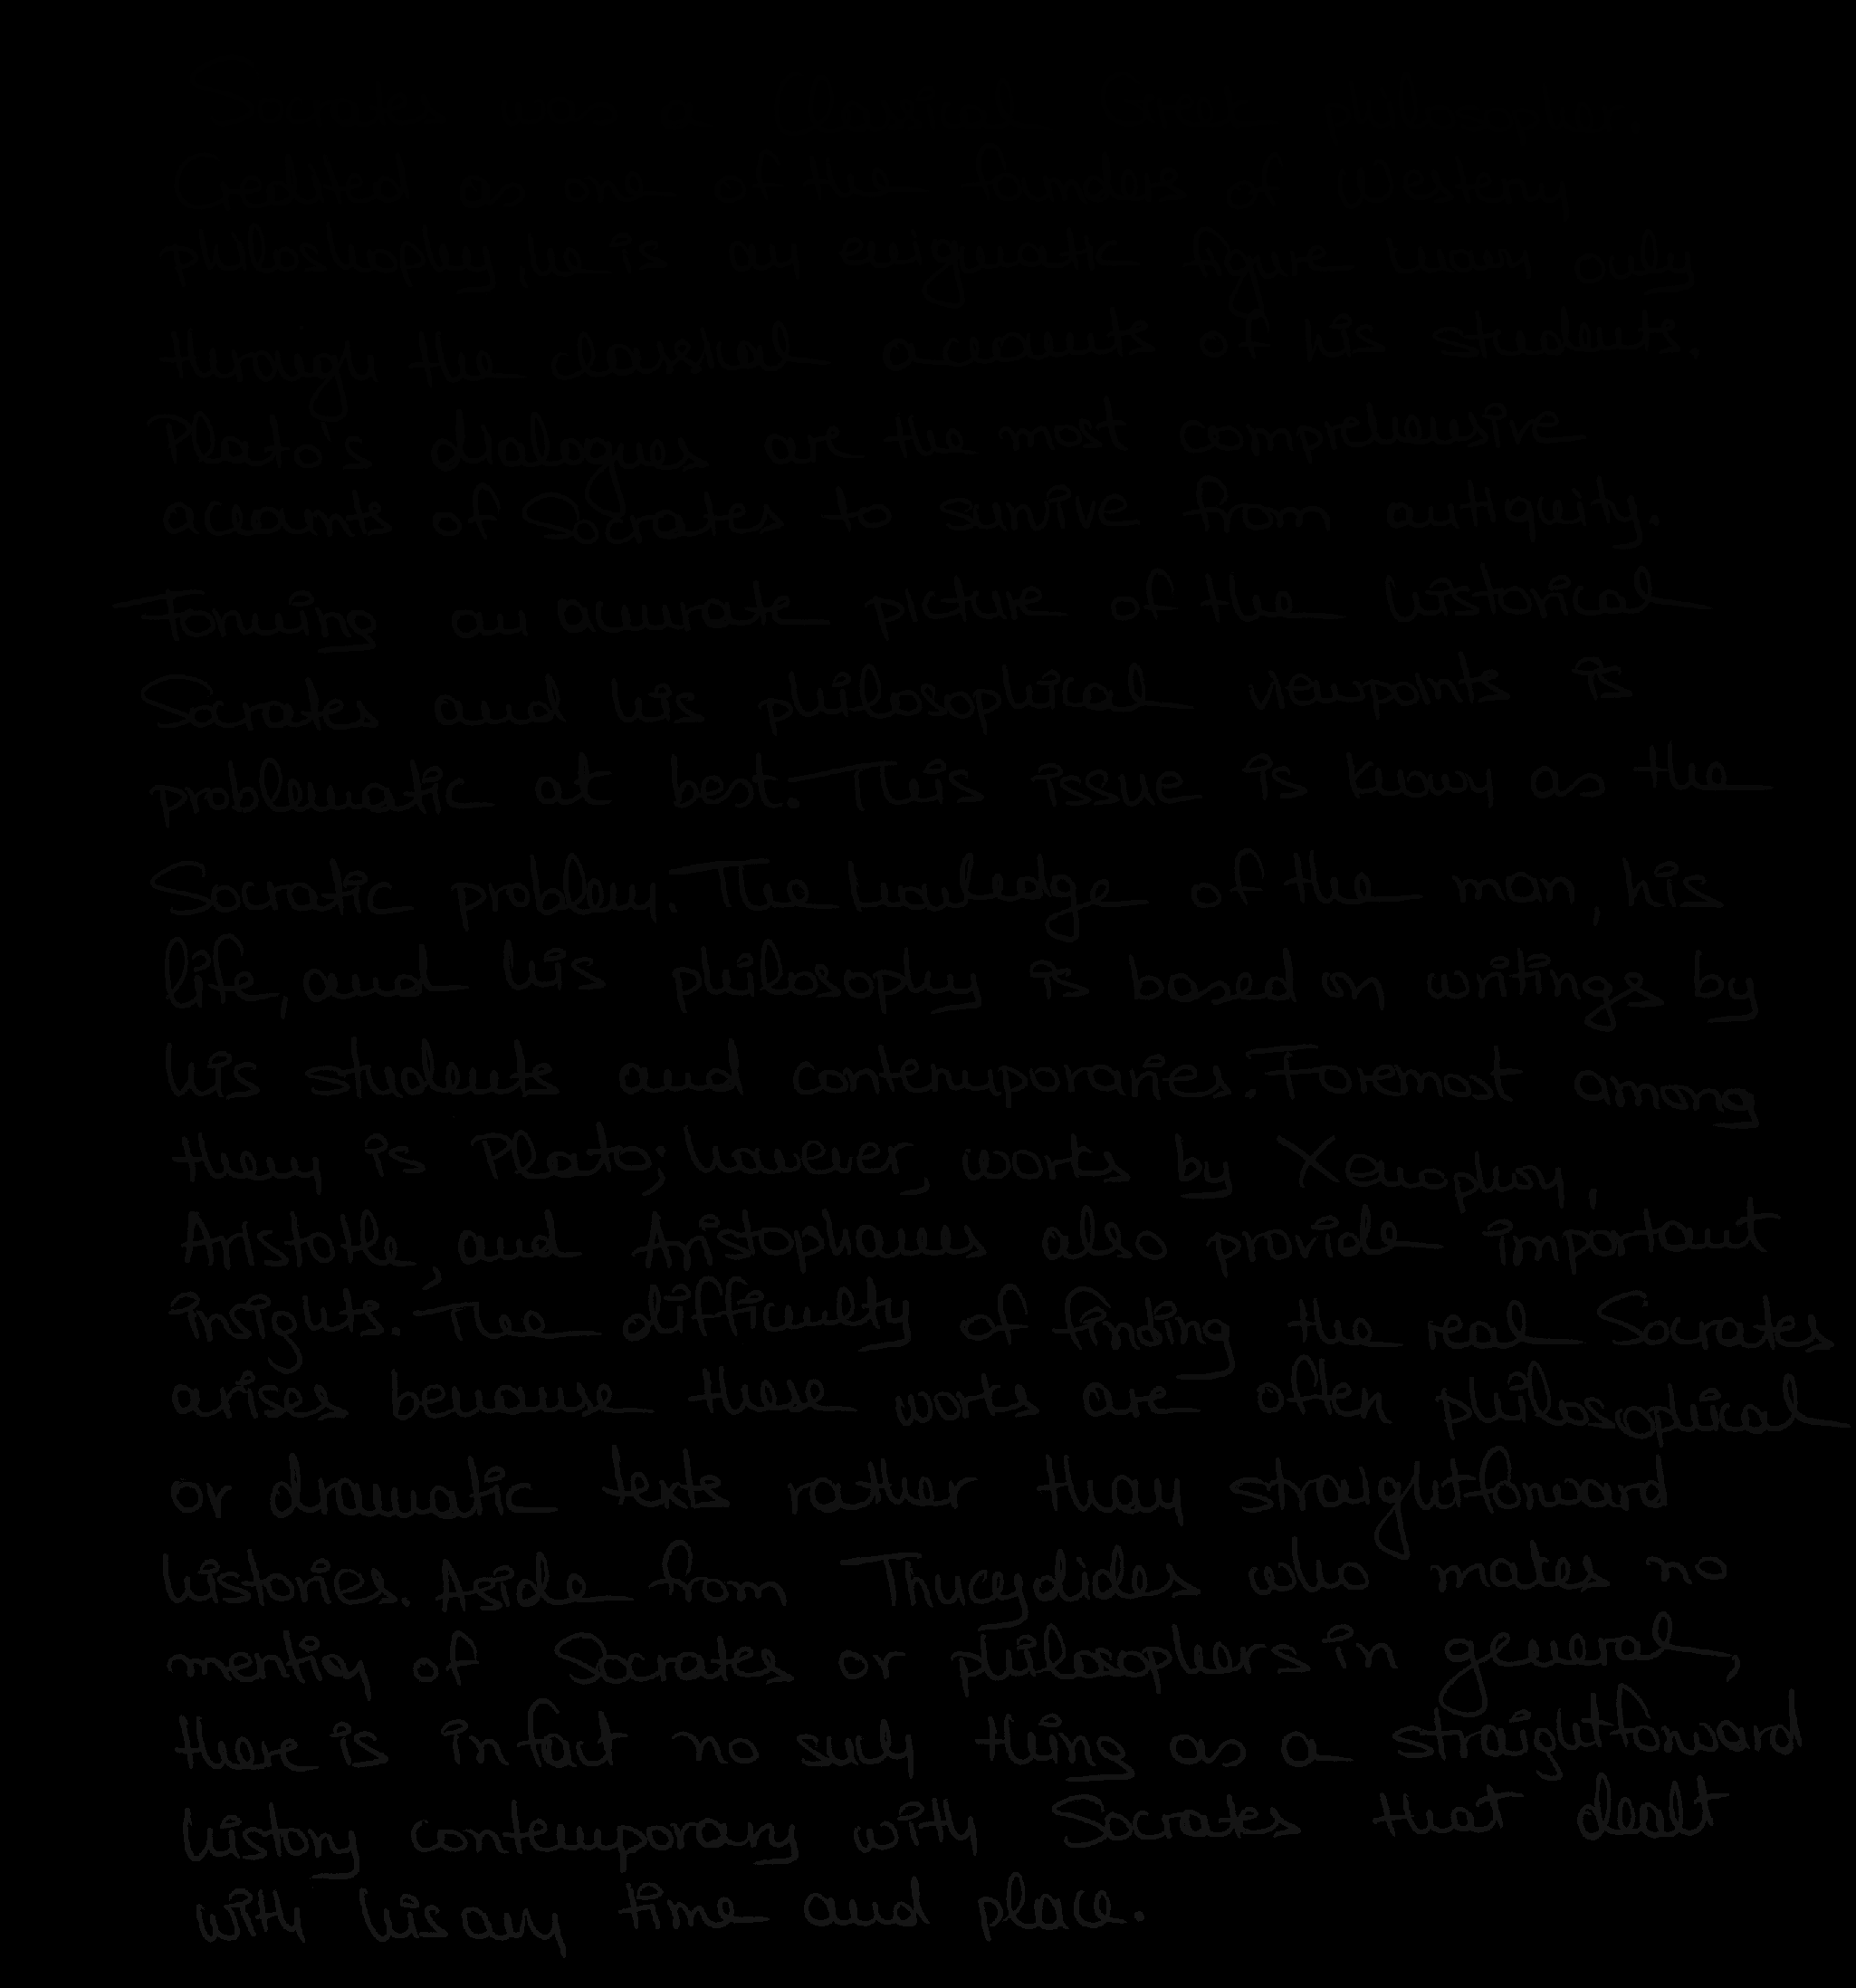 Socrates was a Classical Greek philosopher.
Credited as one of the founders of Western
philoshophy, he is an enigmatic figure known only
through the classical accounts of his students.
Plato's dialogues are the most comprehensive
accounts of Socrates to survive from antiquity.
Forming an accurate picture of the historical
Socrates and his philosophical viewpoints is
problematic at best. This issue is known as the
Socratic problem. The knowledge of the man, his
life, and his philosophy is based on writings by
his students and contemporaries. Foremost among
them is Plato; however, works by Xenophon,
Aristotle, and Aristophanes also provide important
insights. The difficulty of finding the real Socrates
arises because these works are often philosophical
or dramatic texts rather than straightforward
histories. Aside from Thucydides who makes no
mention of Socrates or philosophers in general,
there is in fact no such thing as a straightforward
history contemporary with Socrates that dealt
with his own time and place.